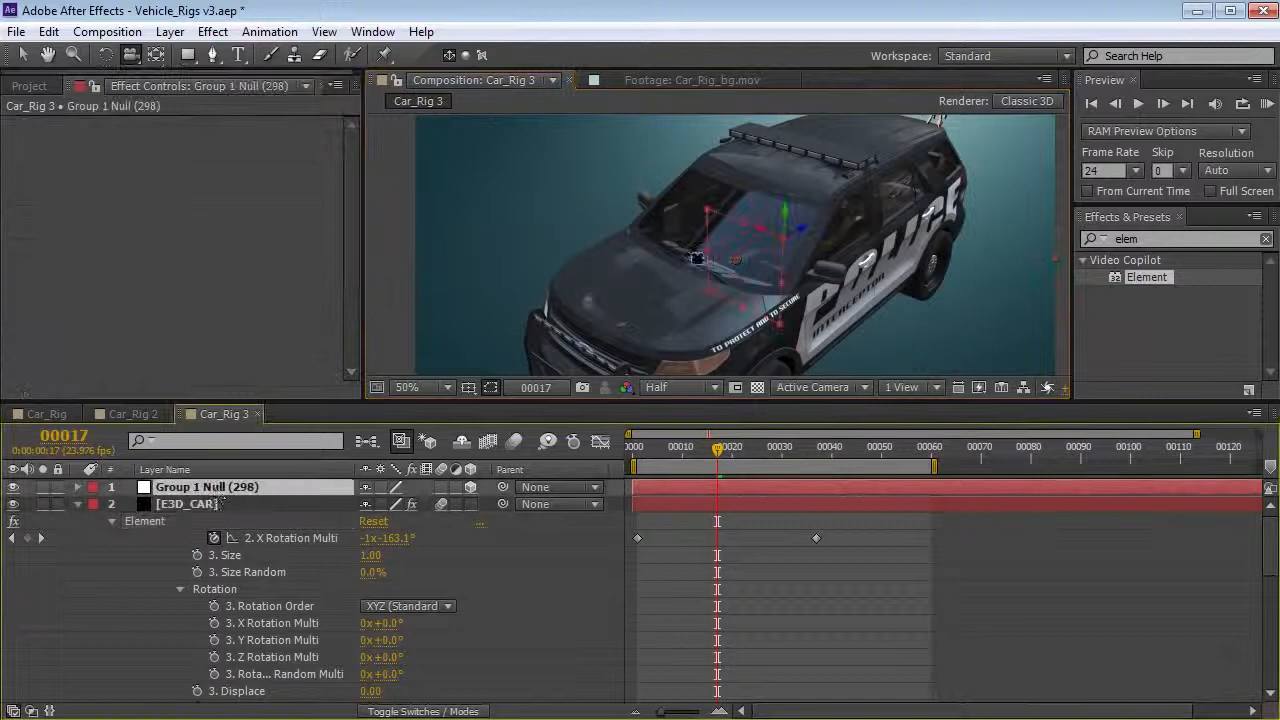 Adobe After Effects - Vehicle_Rigs v3.aep *
File Edit Composition Layer Effect Animation View Window Help
Workspace: Standard Search Help
Project Effect Controls: Group 1 Null (298) Composition: Car_Rig 3 Footage: Car_Rig_bg.mov Preview
Car_Rig 3 • Group 1 Null (298) Car_Rig 3 Renderer: Classic 3D
RAM Preview Options
Frame Rate Skip Resolution
24 0 Auto
From Current Time Full Screen
Effects & Presets
elem
Video Copilot
32 Element
POLICE
INTERCEPTOR
TO PROTECT AND TO SECURE
50% 00017 Half Active Camera 1 View
Car_Rig Car_Rig 2 Car_Rig 3
00017
0:00:00:17 (23.976 fps)
0000 00010 00020 00030 00040 00050 00060 00070 00080 00090 00100 00110 00120
# Layer Name Parent
1 Group 1 Null (298) None
2 [E3D_CAR] None
Element Reset ...
2. X Rotation Multi -1x-163.1°
3. Size 1.00
3. Size Random 0.0%
Rotation
3. Rotation Order XYZ (Standard
3. X Rotation Multi 0x+0.0°
3. Y Rotation Multi 0x+0.0°
3. Z Rotation Multi 0x+0.0°
3. Rota... Random Multi 0x+0.0°
3. Displace 0.00
Toggle Switches / Modes